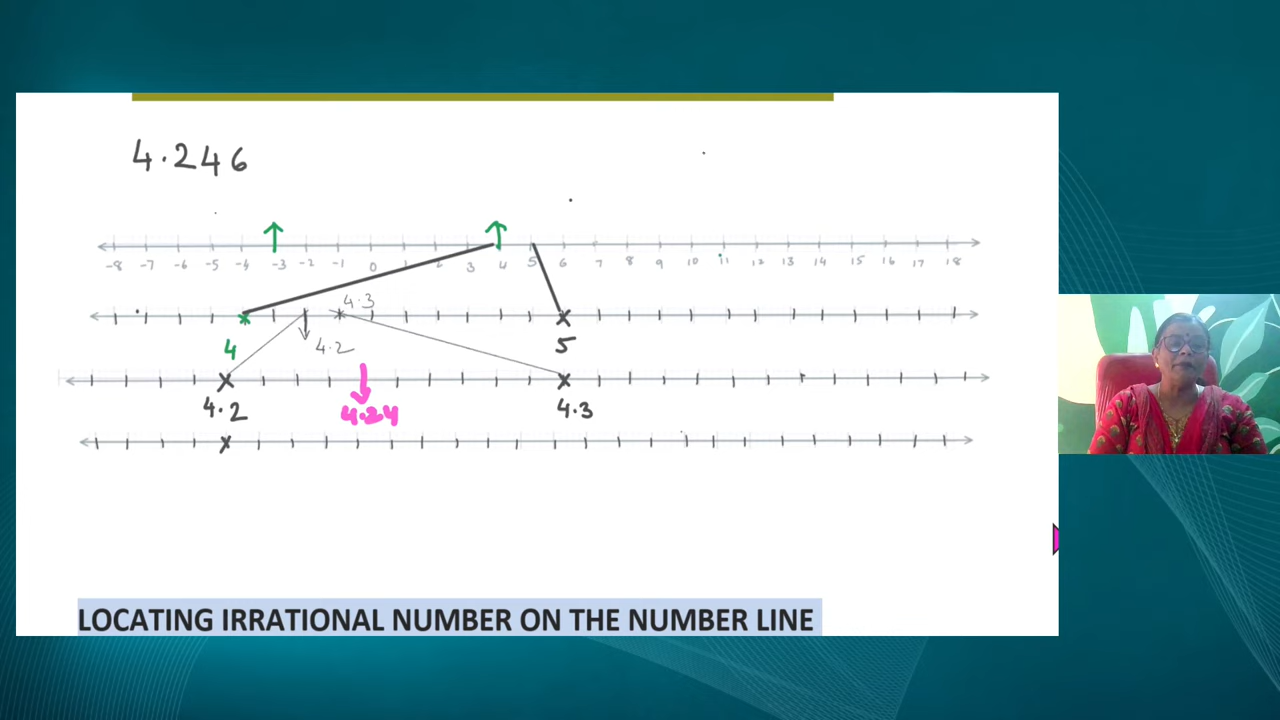 4.246
-8 -7 -6 -5 -4 -3 -2 -1 0 1 2 3 4 5 6 7 8 9 10 11 12 13 14 15 16 17 18
4.3
4 4.2 5
4.2 4.24 4.3
LOCATING IRRATIONAL NUMBER ON THE NUMBER LINE